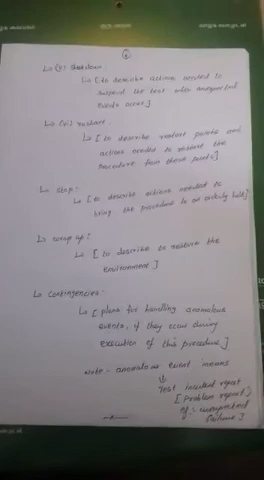 ↳ (v) Shutdown
↳ [to describe actions needed to
suspend the test when unexpected
events occur]
↳ (vi) restart.
↳ [to describe restart points and
actions needed to restart the
procedure from these points]
↳ stop:
↳ [to describe actions needed to
bring the procedure to an orderly halt]
↳ wrap up:
↳ [to describe to restore the
environment]
↳ Contingencies:
↳ [plans for handling anomalous
events, if they occur during
execution of this procedure]
Note:- anomalous event means
↓
Test incident report
[Problem report]
of:- unexpected
failure]